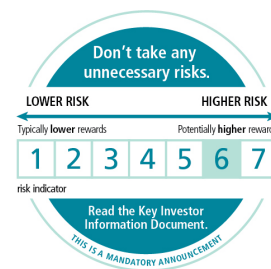 Don't take any
unnecessary risks.
LOWER RISK HIGHER RISK
Typically lower rewards Potentially higher rewar
1 2 3 4 5 6 7
risk indicator
Read the Key Investor
Information Document.
THIS IS A MANDATORY ANNOUNCEMENT